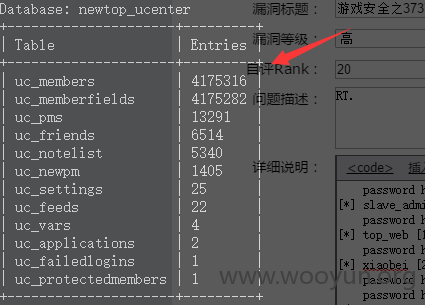 Database: newtop_ucenter
Table | Entries
uc_members | 4175316
uc_memberfields | 4175282
uc_pms | 13291
uc_friends | 6514
uc_notelist | 5340
uc_newpm | 1405
uc_settings | 25
uc_feeds | 22
uc_vars | 4
uc_applications | 2
uc_failedlogins | 1
uc_protectedmembers | 1
漏洞标题： 游戏安全之373
漏洞等级： 高
自评Rank： 20
问题描述： RT.
详细说明：
<code>
password h
[*] slave_admi
password h
[*] top_web [1
password h
[*] xiaobei [2
password h
www.wooyun.org